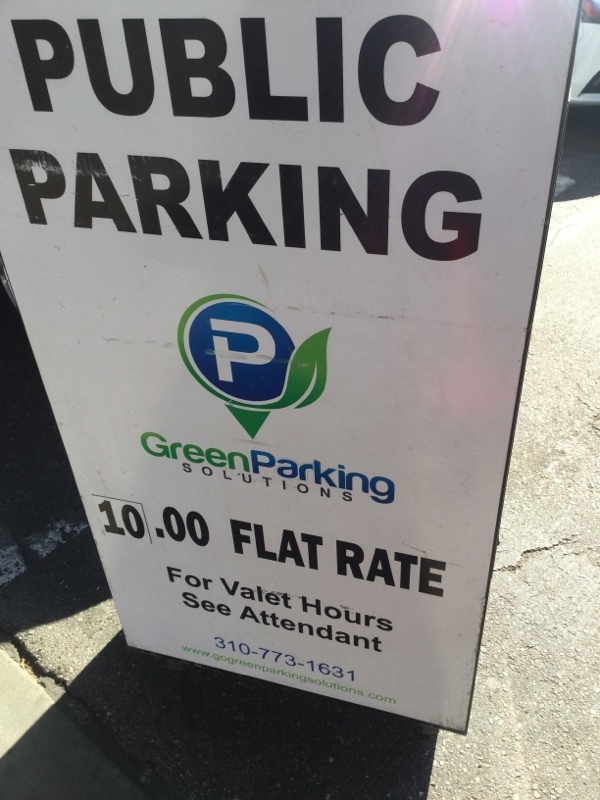 PUBLIC
PARKING
P
GreenParking
SOLUTIONS
10.00 FLAT RATE
For Valet Hours
See Attendant
310-773-1631
www.gogreenparkingsolutions.com